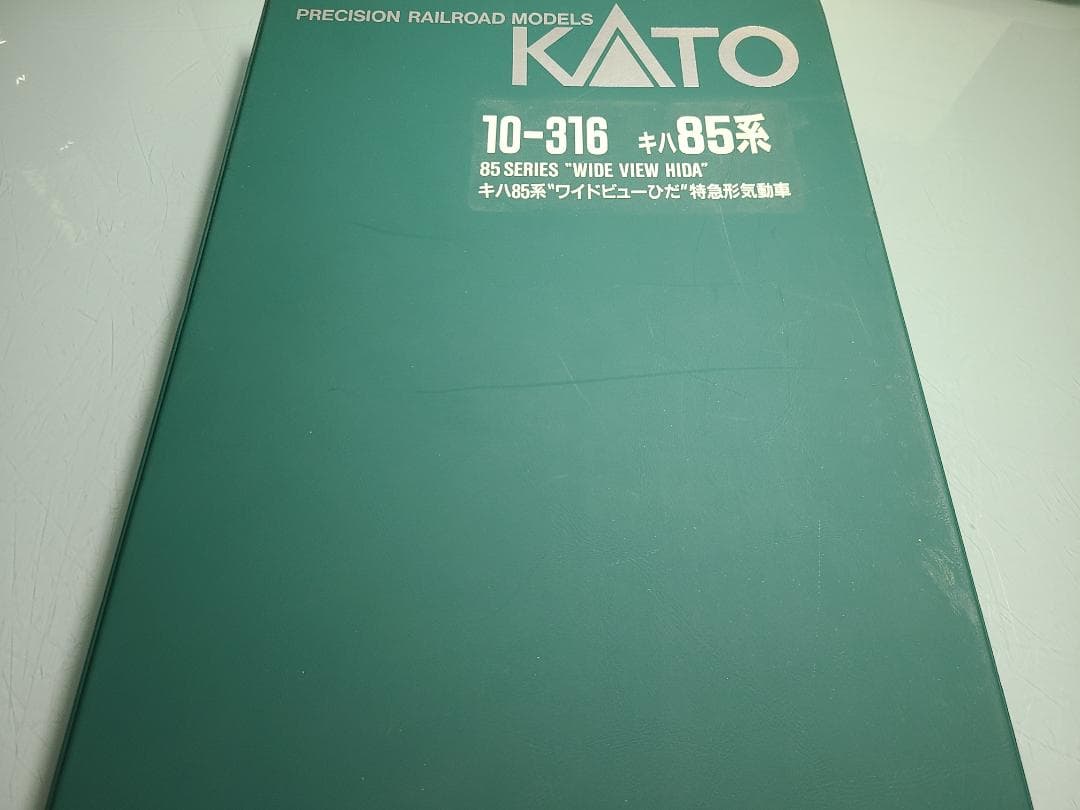 PRECISION RAILROAD MODELS
KATO
10-316 キハ85系
85 SERIES "WIDE VIEW HIDA"
キハ85系"ワイドビューひだ"特急形気動車